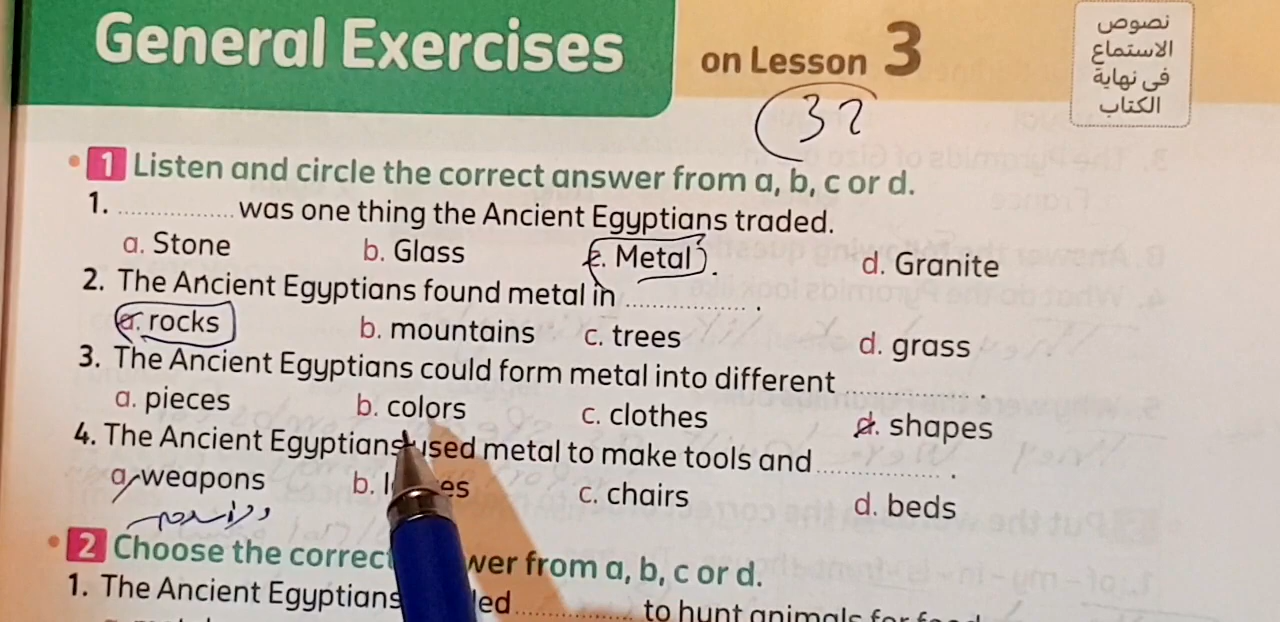 General Exercises on Lesson 3
نصوص
الاستماع
فى نهاية
الكتاب
32
1 Listen and circle the correct answer from a, b, c or d.
1. .................. was one thing the Ancient Egyptians traded.
a. Stone b. Glass c. Metal d. Granite
2. The Ancient Egyptians found metal in .................. .
a. rocks b. mountains c. trees d. grass
3. The Ancient Egyptians could form metal into different .................. .
a. pieces b. colors c. clothes d. shapes
4. The Ancient Egyptians used metal to make tools and .................. .
a. weapons b. c. chairs d. beds
2 Choose the correct from a, b, c or d.
1. The Ancient Egyptians .................. to hunt animals for